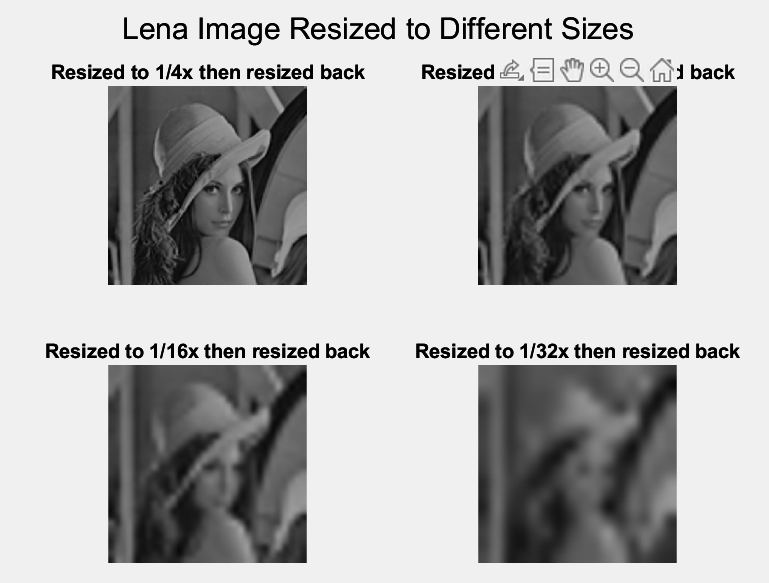 Lena Image Resized to Different Sizes
Resized to 1/4x then resized back
Resized back
Resized to 1/16x then resized back
Resized to 1/32x then resized back